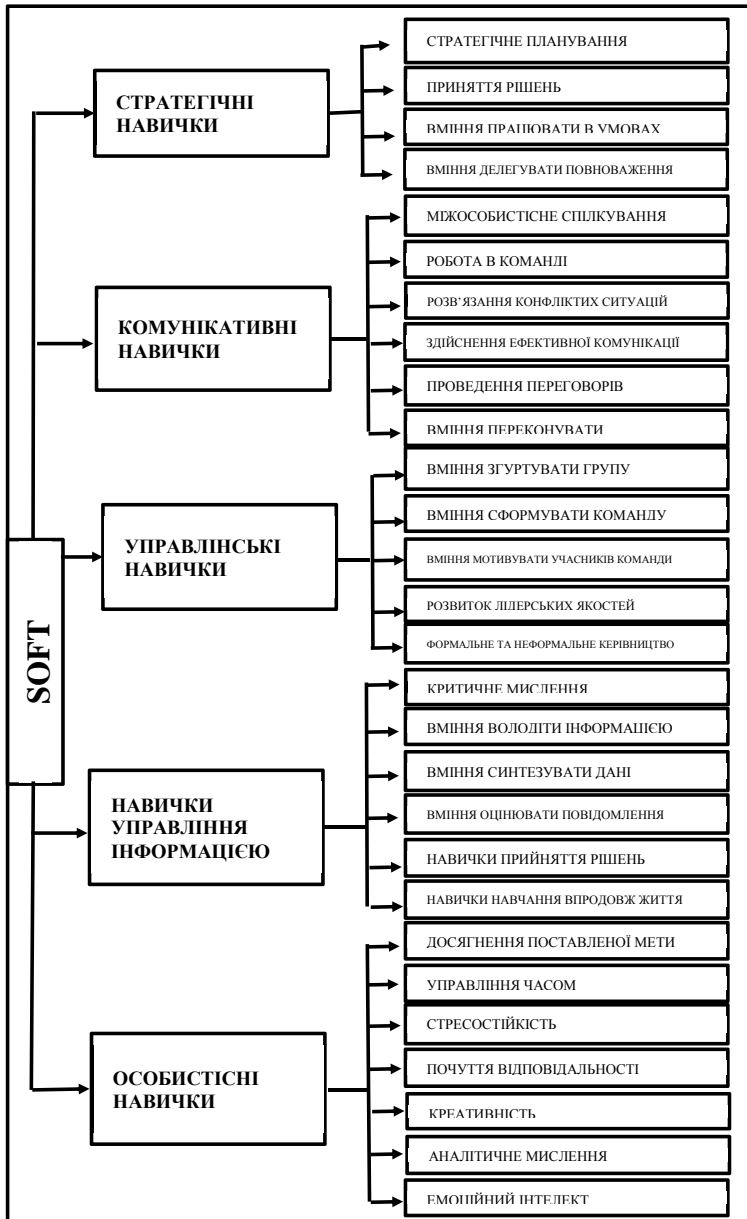 SOFT
СТРАТЕГІЧНІ
НАВИЧКИ
СТРАТЕГІЧНЕ ПЛАНУВАННЯ
ПРИНЯТТЯ РІШЕНЬ
ВМІННЯ ПРАЦЮВАТИ В УМОВАХ
ВМІННЯ ДЕЛЕГУВАТИ ПОВНОВАЖЕННЯ
КОМУНІКАТИВНІ
НАВИЧКИ
МІЖОСОБИСТІСНЕ СПІЛКУВАННЯ
РОБОТА В КОМАНДІ
РОЗВ’ЯЗАННЯ КОНФЛІКТИХ СИТУАЦІЙ
ЗДІЙСНЕННЯ ЕФЕКТИВНОЇ КОМУНІКАЦІЇ
ПРОВЕДЕННЯ ПЕРЕГОВОРІВ
ВМІННЯ ПЕРЕКОНУВАТИ
УПРАВЛІНСЬКІ
НАВИЧКИ
ВМІННЯ ЗГУРТУВАТИ ГРУПУ
ВМІННЯ СФОРМУВАТИ КОМАНДУ
ВМІННЯ МОТИВУВАТИ УЧАСНИКІВ КОМАНДИ
РОЗВИТОК ЛІДЕРСЬКИХ ЯКОСТЕЙ
ФОРМАЛЬНЕ ТА НЕФОРМАЛЬНЕ КЕРІВНИЦТВО
НАВИЧКИ
УПРАВЛІННЯ
ІНФОРМАЦІЄЮ
КРИТИЧНЕ МИСЛЕННЯ
ВМІННЯ ВОЛОДІТИ ІНФОРМАЦІЄЮ
ВМІННЯ СИНТЕЗУВАТИ ДАНІ
ВМІННЯ ОЦІНЮВАТИ ПОВІДОМЛЕННЯ
НАВИЧКИ ПРИЙНЯТТЯ РІШЕНЬ
НАВИЧКИ НАВЧАННЯ ВПРОДОВЖ ЖИТТЯ
ОСОБИСТІСНІ
НАВИЧКИ
ДОСЯГНЕННЯ ПОСТАВЛЕНОЇ МЕТИ
УПРАВЛІННЯ ЧАСОМ
СТРЕСОСТІЙКІСТЬ
ПОЧУТТЯ ВІДПОВІДАЛЬНОСТІ
КРЕАТИВНІСТЬ
АНАЛІТИЧНЕ МИСЛЕННЯ
ЕМОЦІЙНИЙ ІНТЕЛЕКТ